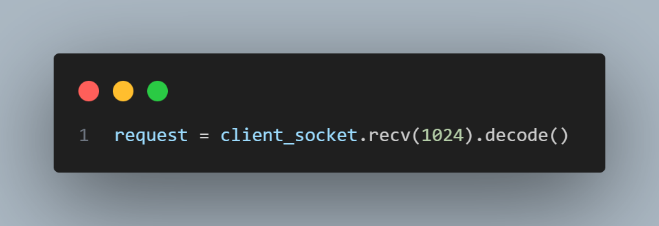 1 request = client_socket.recv(1024).decode()